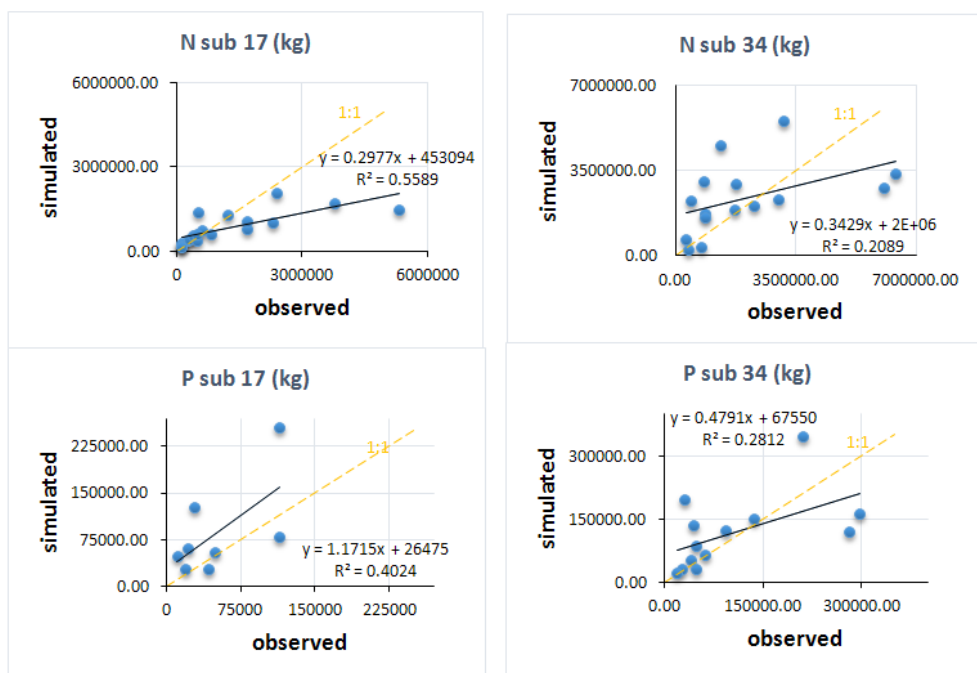 N sub 17 (kg)
6000000.00
3000000.00
0.00
simulated
1:1
y = 0.2977x + 453094
R² = 0.5589
0 3000000 6000000
observed
N sub 34 (kg)
7000000.00
3500000.00
0.00
simulated
1:1
y = 0.3429x + 2E+06
R² = 0.2089
0.00 3500000.00 7000000.00
observed
P sub 17 (kg)
225000.00
150000.00
75000.00
0.00
simulated
1:1
y = 1.1715x + 26475
R² = 0.4024
0 75000 150000 225000
observed
P sub 34 (kg)
y = 0.4791x + 67550
R² = 0.2812
1:1
300000.00
150000.00
0.00
simulated
0.00 150000.00 300000.00
observed